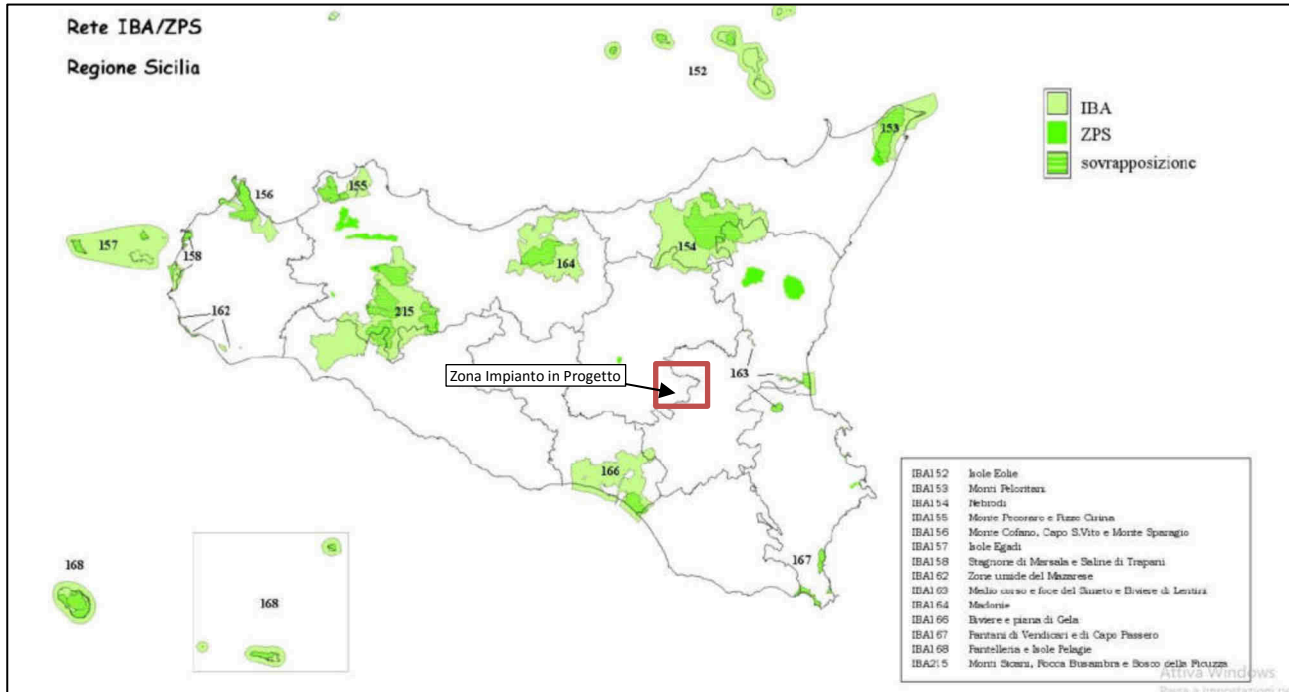 Rete IBA/ZPS
Regione Sicilia
IBA
ZPS
sovrapposizione
152
153
156
155
157
158
154
164
215
162
Zona Impianto in Progetto
163
166
167
168
168
IBA152 Isole Eolie
IBA153 Monti Peloritani
IBA154 Nebrodi
IBA155 Monte Pecoraro e Pizzo Cirina
IBA156 Monte Cofano, Capo S.Vito e Monte Sparagio
IBA157 Isole Egadi
IBA158 Stagnone di Marsala e Saline di Trapani
IBA162 Zone umide del Mazarese
IBA163 Medio corso e foce del Simeto e Biviere di Lentini
IBA164 Madonie
IBA166 Biviere e piana di Gela
IBA167 Pantani di Vendicari e di Capo Passero
IBA168 Pantelleria e Isole Pelagie
IBA215 Monti Sicani, Rocca Busambra e Bosco della Ficuzza
Attiva Windows